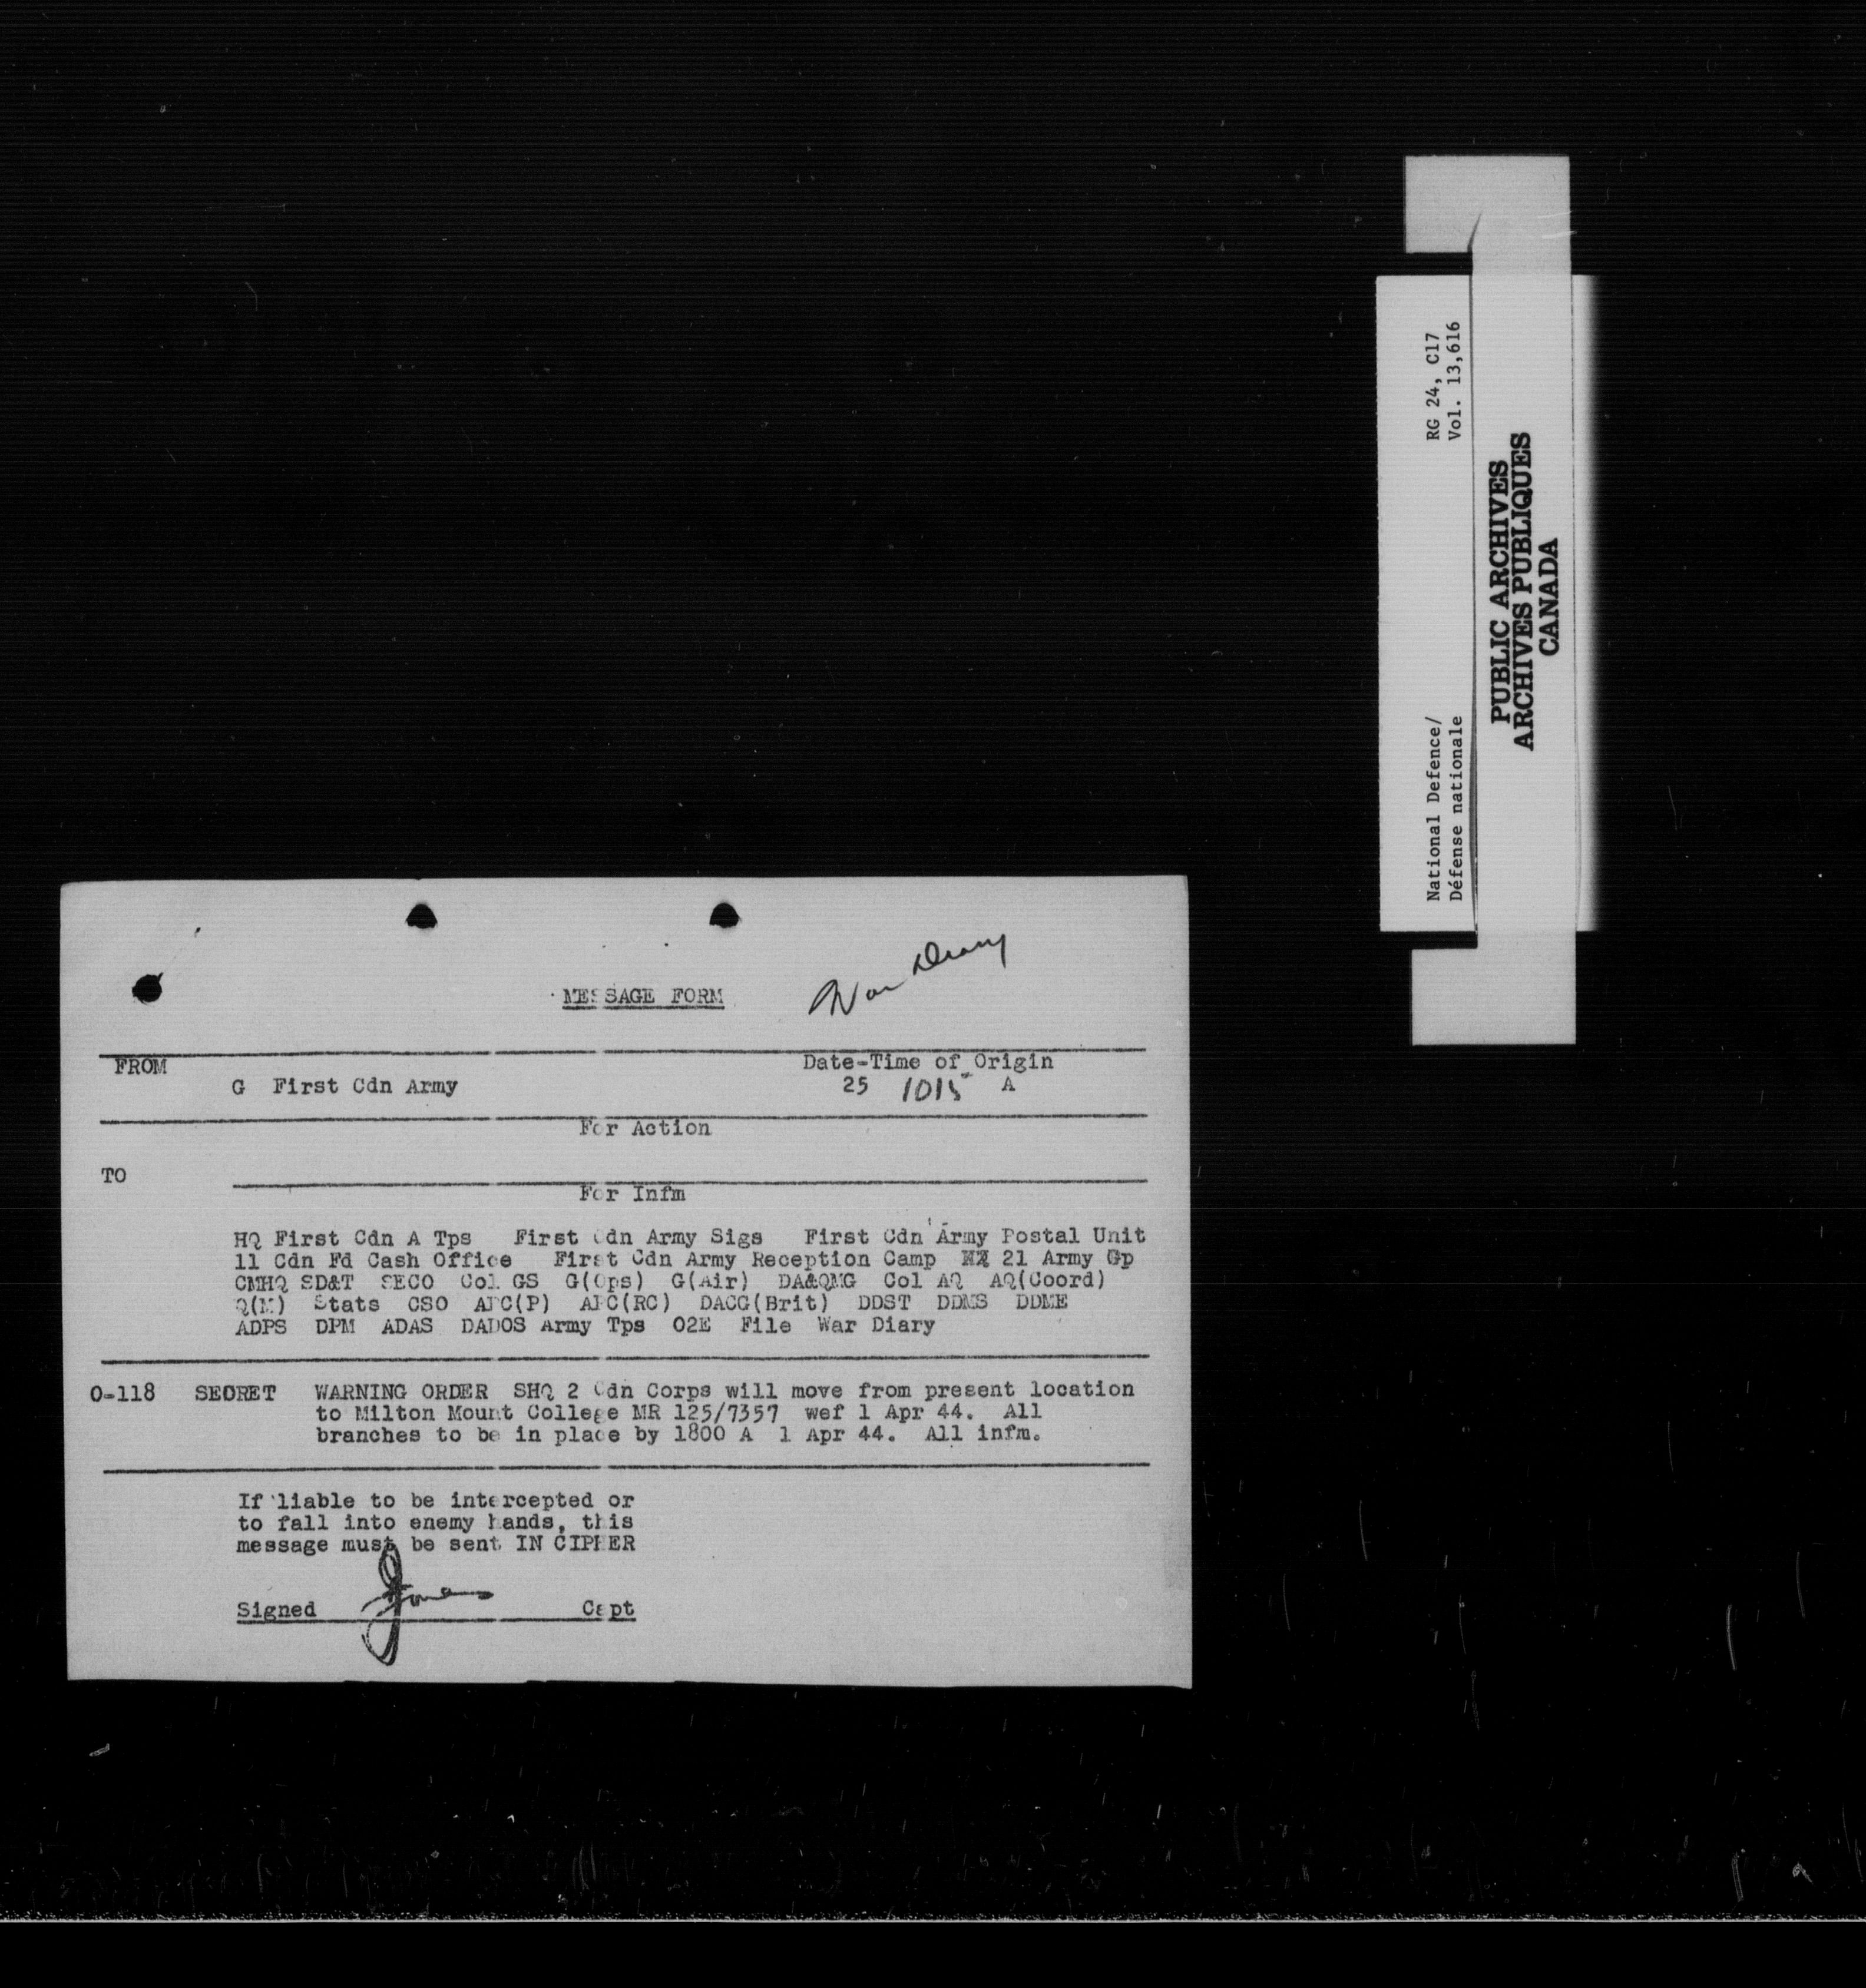 RG 24, C17
Vol. 13,616
National Defence/
Défense nationale
PUBLIC ARCHIVES
ARCHIVES PUBLIQUES
CANADA
War Diary
MESSAGE FORM
FROM Date-Time of Origin
G First Cdn Army 25 1015 A
For Action
TO
For Infm
HQ First Cdn A Tps First Cdn Army Sigs First Cdn Army Postal Unit
11 Cdn Fd Cash Office First Cdn Army Reception Camp 21 Army Gp
CMHQ SD&T SECO Col GS G(Ops) G(Air) DA&QMG Col AQ AQ(Coord)
Q(M) Stats CSO APC(P) APC(RC) DACG(Brit) DDST DDMS DDME
ADPS DPM ADAS DADOS Army Tps O2E File War Diary
O-118 SECRET WARNING ORDER SHQ 2 Cdn Corps will move from present location
to Milton Mount College MR 125/7357 wef 1 Apr 44. All
branches to be in place by 1800 A 1 Apr 44. All infm.
If liable to be intercepted or
to fall into enemy hands, this
message must be sent IN CIPHER
Signed Capt